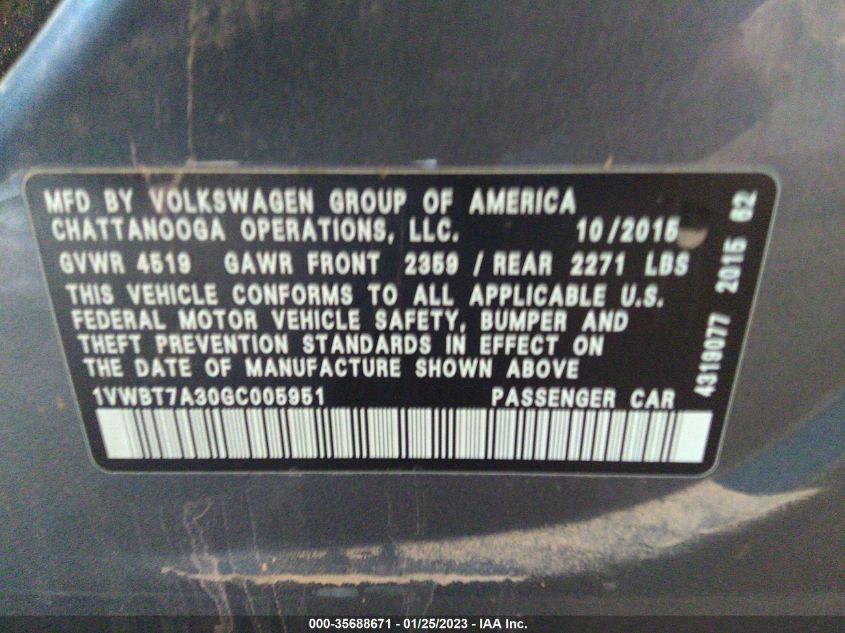 MFD BY VOLKSWAGEN GROUP OF AMERICA
CHATTANOOGA OPERATIONS, LLC. 10/2015
GVWR 4519 GAWR FRONT 2359 / REAR 2271 LBS
THIS VEHICLE CONFORMS TO ALL APPLICABLE U.S.
FEDERAL MOTOR VEHICLE SAFETY, BUMPER AND
THEFT PREVENTION STANDARDS IN EFFECT ON
THE DATE OF MANUFACTURE SHOWN ABOVE
1VWBT7A30GC005951 PASSENGER CAR
4319077 2015 62
000-35688671 - 01/25/2023 - IAA Inc.